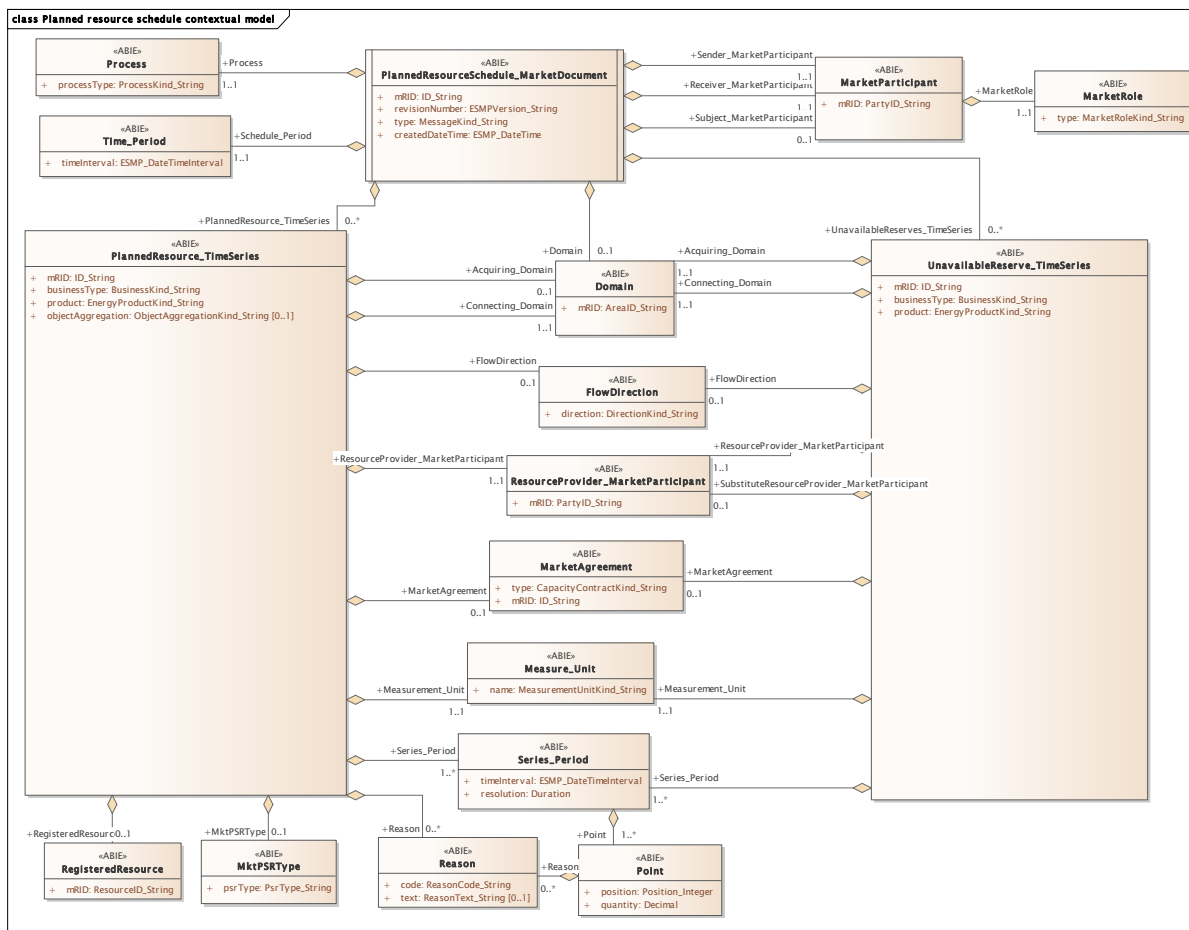 class Planned resource schedule contextual model
«ABIE»
Process
+ processType: ProcessKind_String
+Process
1..1
«ABIE»
Time_Period
+ timeInterval: ESMP_DateTimeInterval
+Schedule_Period
1..1
«ABIE»
PlannedResourceSchedule_MarketDocument
+ mRID: ID_String
+ revisionNumber: ESMPVersion_String
+ type: MessageKind_String
+ createdDateTime: ESMP_DateTime
+Sender_MarketParticipant
1..1
+Receiver_MarketParticipant
1..1
+Subject_MarketParticipant
0..1
«ABIE»
MarketParticipant
+ mRID: PartyID_String
+MarketRole
1..1
«ABIE»
MarketRole
+ type: MarketRoleKind_String
+PlannedResource_TimeSeries
0..*
+UnavailableReserves_TimeSeries
0..*
«ABIE»
PlannedResource_TimeSeries
+ mRID: ID_String
+ businessType: BusinessKind_String
+ product: EnergyProductKind_String
+ objectAggregation: ObjectAggregationKind_String [0..1]
+Domain
0..1
+Acquiring_Domain
0..1
+Connecting_Domain
1..1
«ABIE»
Domain
+ mRID: AreaID_String
+Acquiring_Domain
1..1
+Connecting_Domain
1..1
«ABIE»
UnavailableReserve_TimeSeries
+ mRID: ID_String
+ businessType: BusinessKind_String
+ product: EnergyProductKind_String
+FlowDirection
0..1
«ABIE»
FlowDirection
+ direction: DirectionKind_String
+FlowDirection
0..1
+ResourceProvider_MarketParticipant
1..1
«ABIE»
ResourceProvider_MarketParticipant
+ mRID: PartyID_String
+ResourceProvider_MarketParticipant
1..1
+SubstituteResourceProvider_MarketParticipant
0..1
+MarketAgreement
0..1
«ABIE»
MarketAgreement
+ type: CapacityContractKind_String
+ mRID: ID_String
+MarketAgreement
0..1
+Measurement_Unit
1..1
«ABIE»
Measure_Unit
+ name: MeasurementUnitKind_String
+Measurement_Unit
1..1
+Series_Period
1..*
«ABIE»
Series_Period
+ timeInterval: ESMP_DateTimeInterval
+ resolution: Duration
+Series_Period
1..*
+RegisteredResourc0..1
«ABIE»
RegisteredResource
+ mRID: ResourceID_String
+MktPSRType 0..1
«ABIE»
MktPSRType
+ psrType: PsrType_String
+Reason 0..*
«ABIE»
Reason
+ code: ReasonCode_String
+ text: ReasonText_String [0..1]
+Reason
0..*
+Point 1..*
«ABIE»
Point
+ position: Position_Integer
+ quantity: Decimal